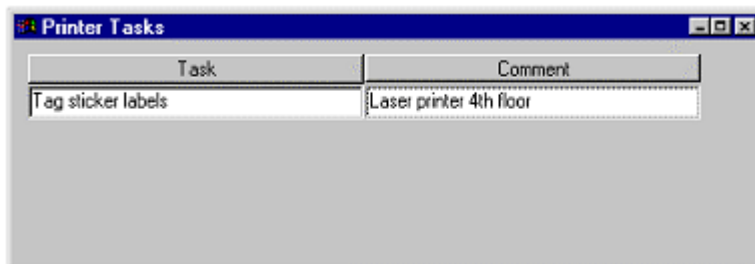 Printer Tasks
Task Comment
Tag sticker labels Laser printer 4th floor